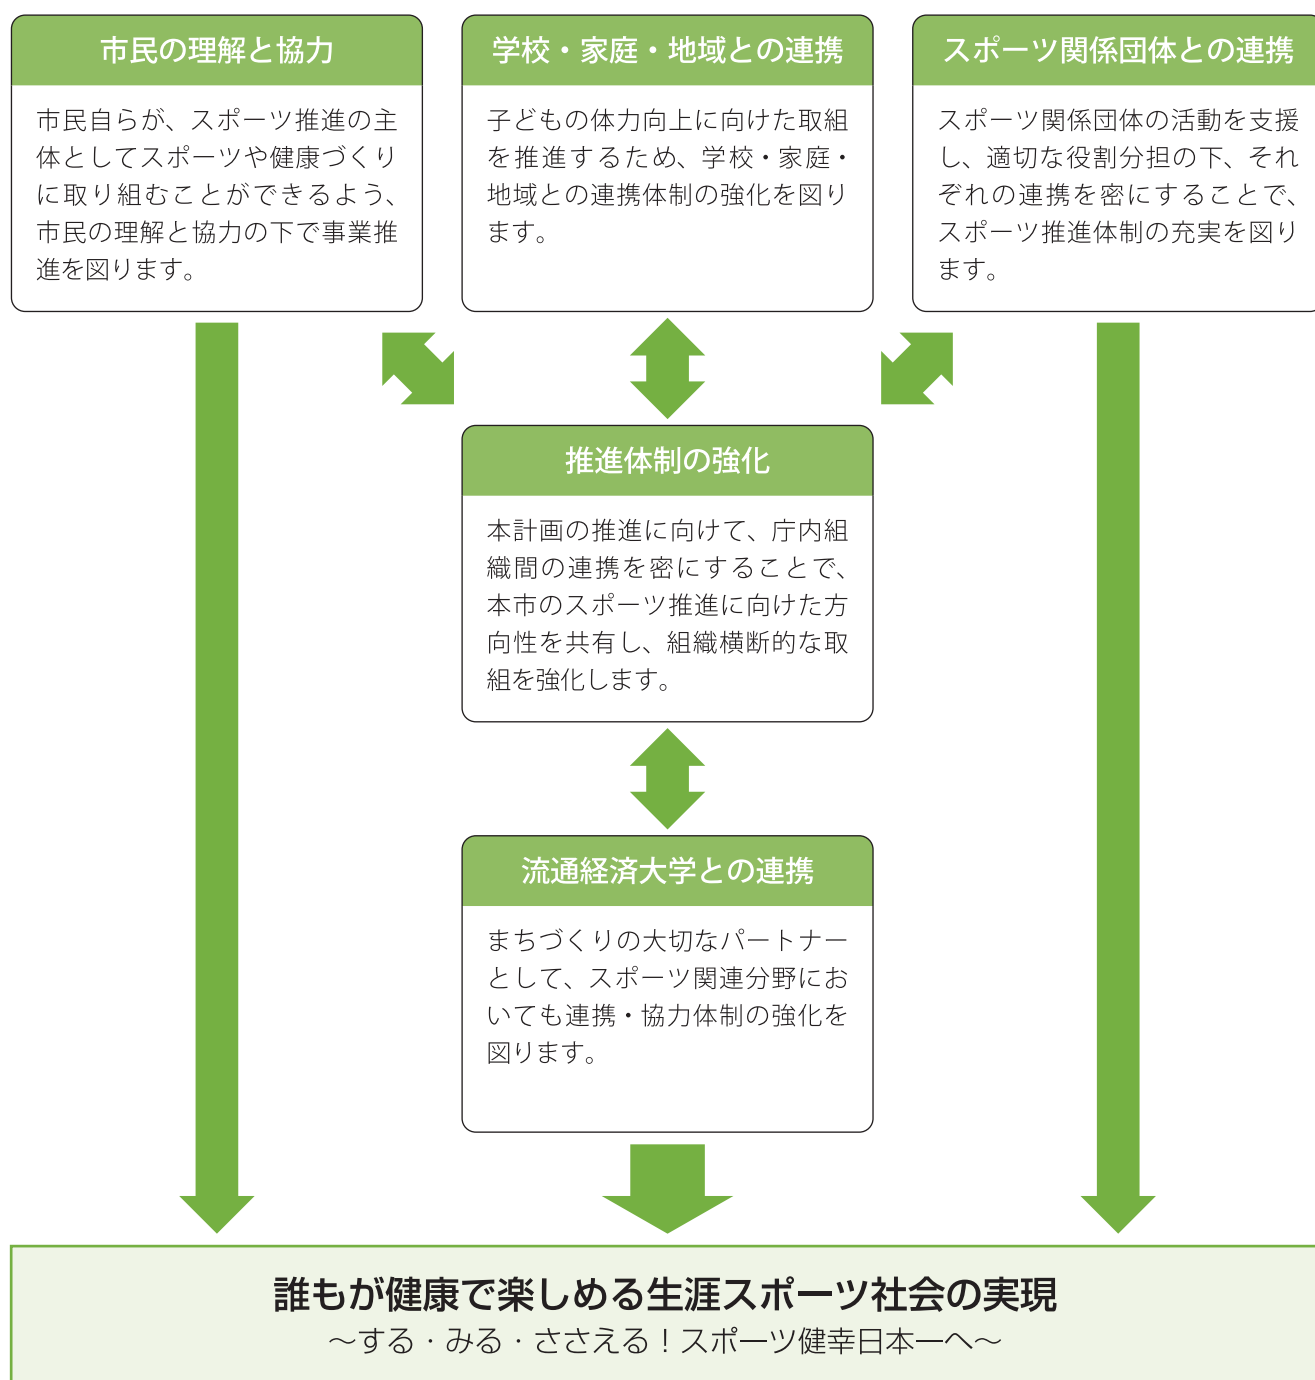 市民の理解と協力
市民自らが、スポーツ推進の主
体としてスポーツや健康づくり
に取り組むことができるよう、
市民の理解と協力の下で事業推
進を図ります。
学校・家庭・地域との連携
子どもの体力向上に向けた取組
を推進するため、学校・家庭・
地域との連携体制の強化を図り
ます。
スポーツ関係団体との連携
スポーツ関係団体の活動を支援
し、適切な役割分担の下、それ
ぞれの連携を密にすることで、
スポーツ推進体制の充実を図り
ます。
推進体制の強化
本計画の推進に向けて、庁内組
織間の連携を密にすることで、
本市のスポーツ推進に向けた方
向性を共有し、組織横断的な取
組を強化します。
流通経済大学との連携
まちづくりの大切なパートナー
として、スポーツ関連分野にお
いても連携・協力体制の強化を
図ります。
誰もが健康で楽しめる生涯スポーツ社会の実現
～する・みる・ささえる！スポーツ健幸日本一へ～